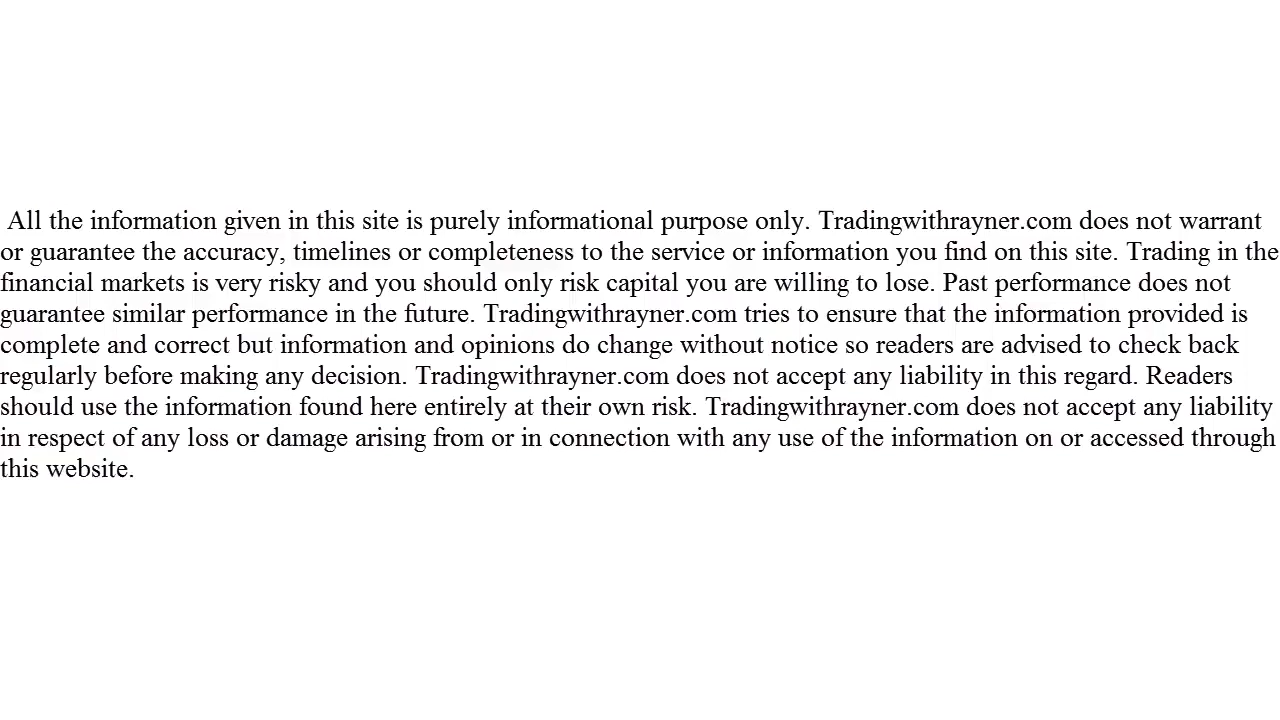 All the information given in this site is purely informational purpose only. Tradingwithrayner.com does not warrant
or guarantee the accuracy, timelines or completeness to the service or information you find on this site. Trading in the
financial markets is very risky and you should only risk capital you are willing to lose. Past performance does not
guarantee similar performance in the future. Tradingwithrayner.com tries to ensure that the information provided is
complete and correct but information and opinions do change without notice so readers are advised to check back
regularly before making any decision. Tradingwithrayner.com does not accept any liability in this regard. Readers
should use the information found here entirely at their own risk. Tradingwithrayner.com does not accept any liability
in respect of any loss or damage arising from or in connection with any use of the information on or accessed through
this website.